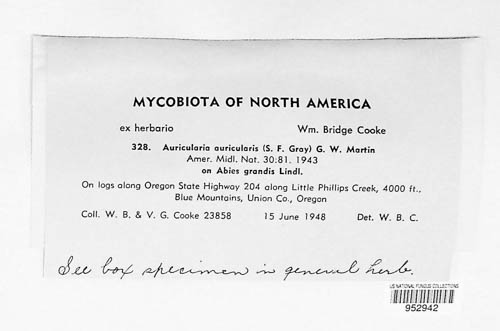 MYCOBIOTA OF NORTH AMERICA
ex herbario Wm. Bridge Cooke
328. Auricularia auricularis (S. F. Gray) G. W. Martin
Amer. Midl. Nat. 30:81. 1943
on Abies grandis Lindl.
On logs along Oregon State Highway 204 along Little Phillips Creek, 4000 ft.,
Blue Mountains, Union Co., Oregon
Coll. W. B. & V. G. Cooke 23858 15 June 1948 Det. W. B. C.
See box specimen in general herb.
US NATIONAL FUNGUS COLLECTIONS
952942